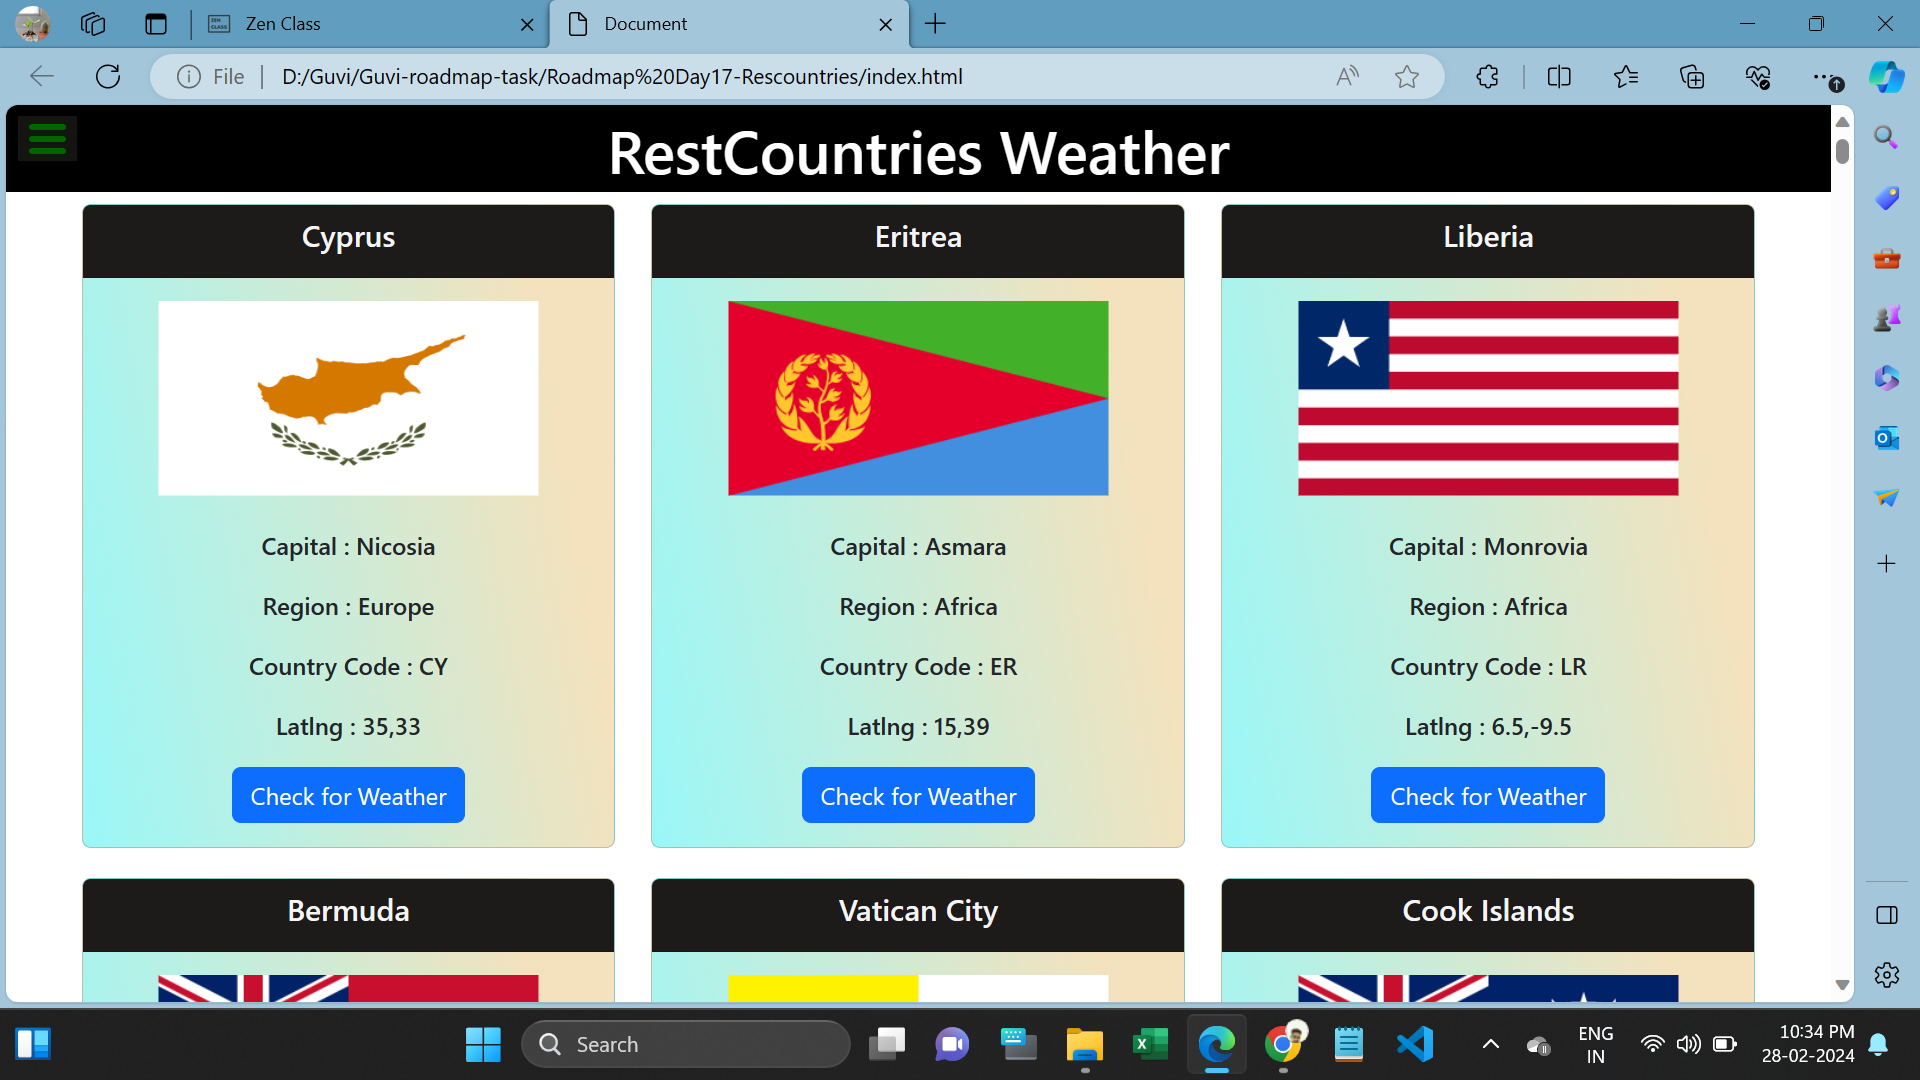 Zen Class
Document
File
D:/Guvi/Guvi-roadmap-task/Roadmap%20Day17-Rescountries/index.html
RestCountries Weather
Cyprus
Eritrea
Liberia
Capital : Nicosia
Capital : Asmara
Capital : Monrovia
Region : Europe
Region : Africa
Region : Africa
Country Code : CY
Country Code : ER
Country Code : LR
Latlng : 35,33
Latlng : 15,39
Latlng : 6.5,-9.5
Check for Weather
Check for Weather
Check for Weather
Bermuda
Vatican City
Cook Islands
Search
ENG
IN
10:34 PM
28-02-2024